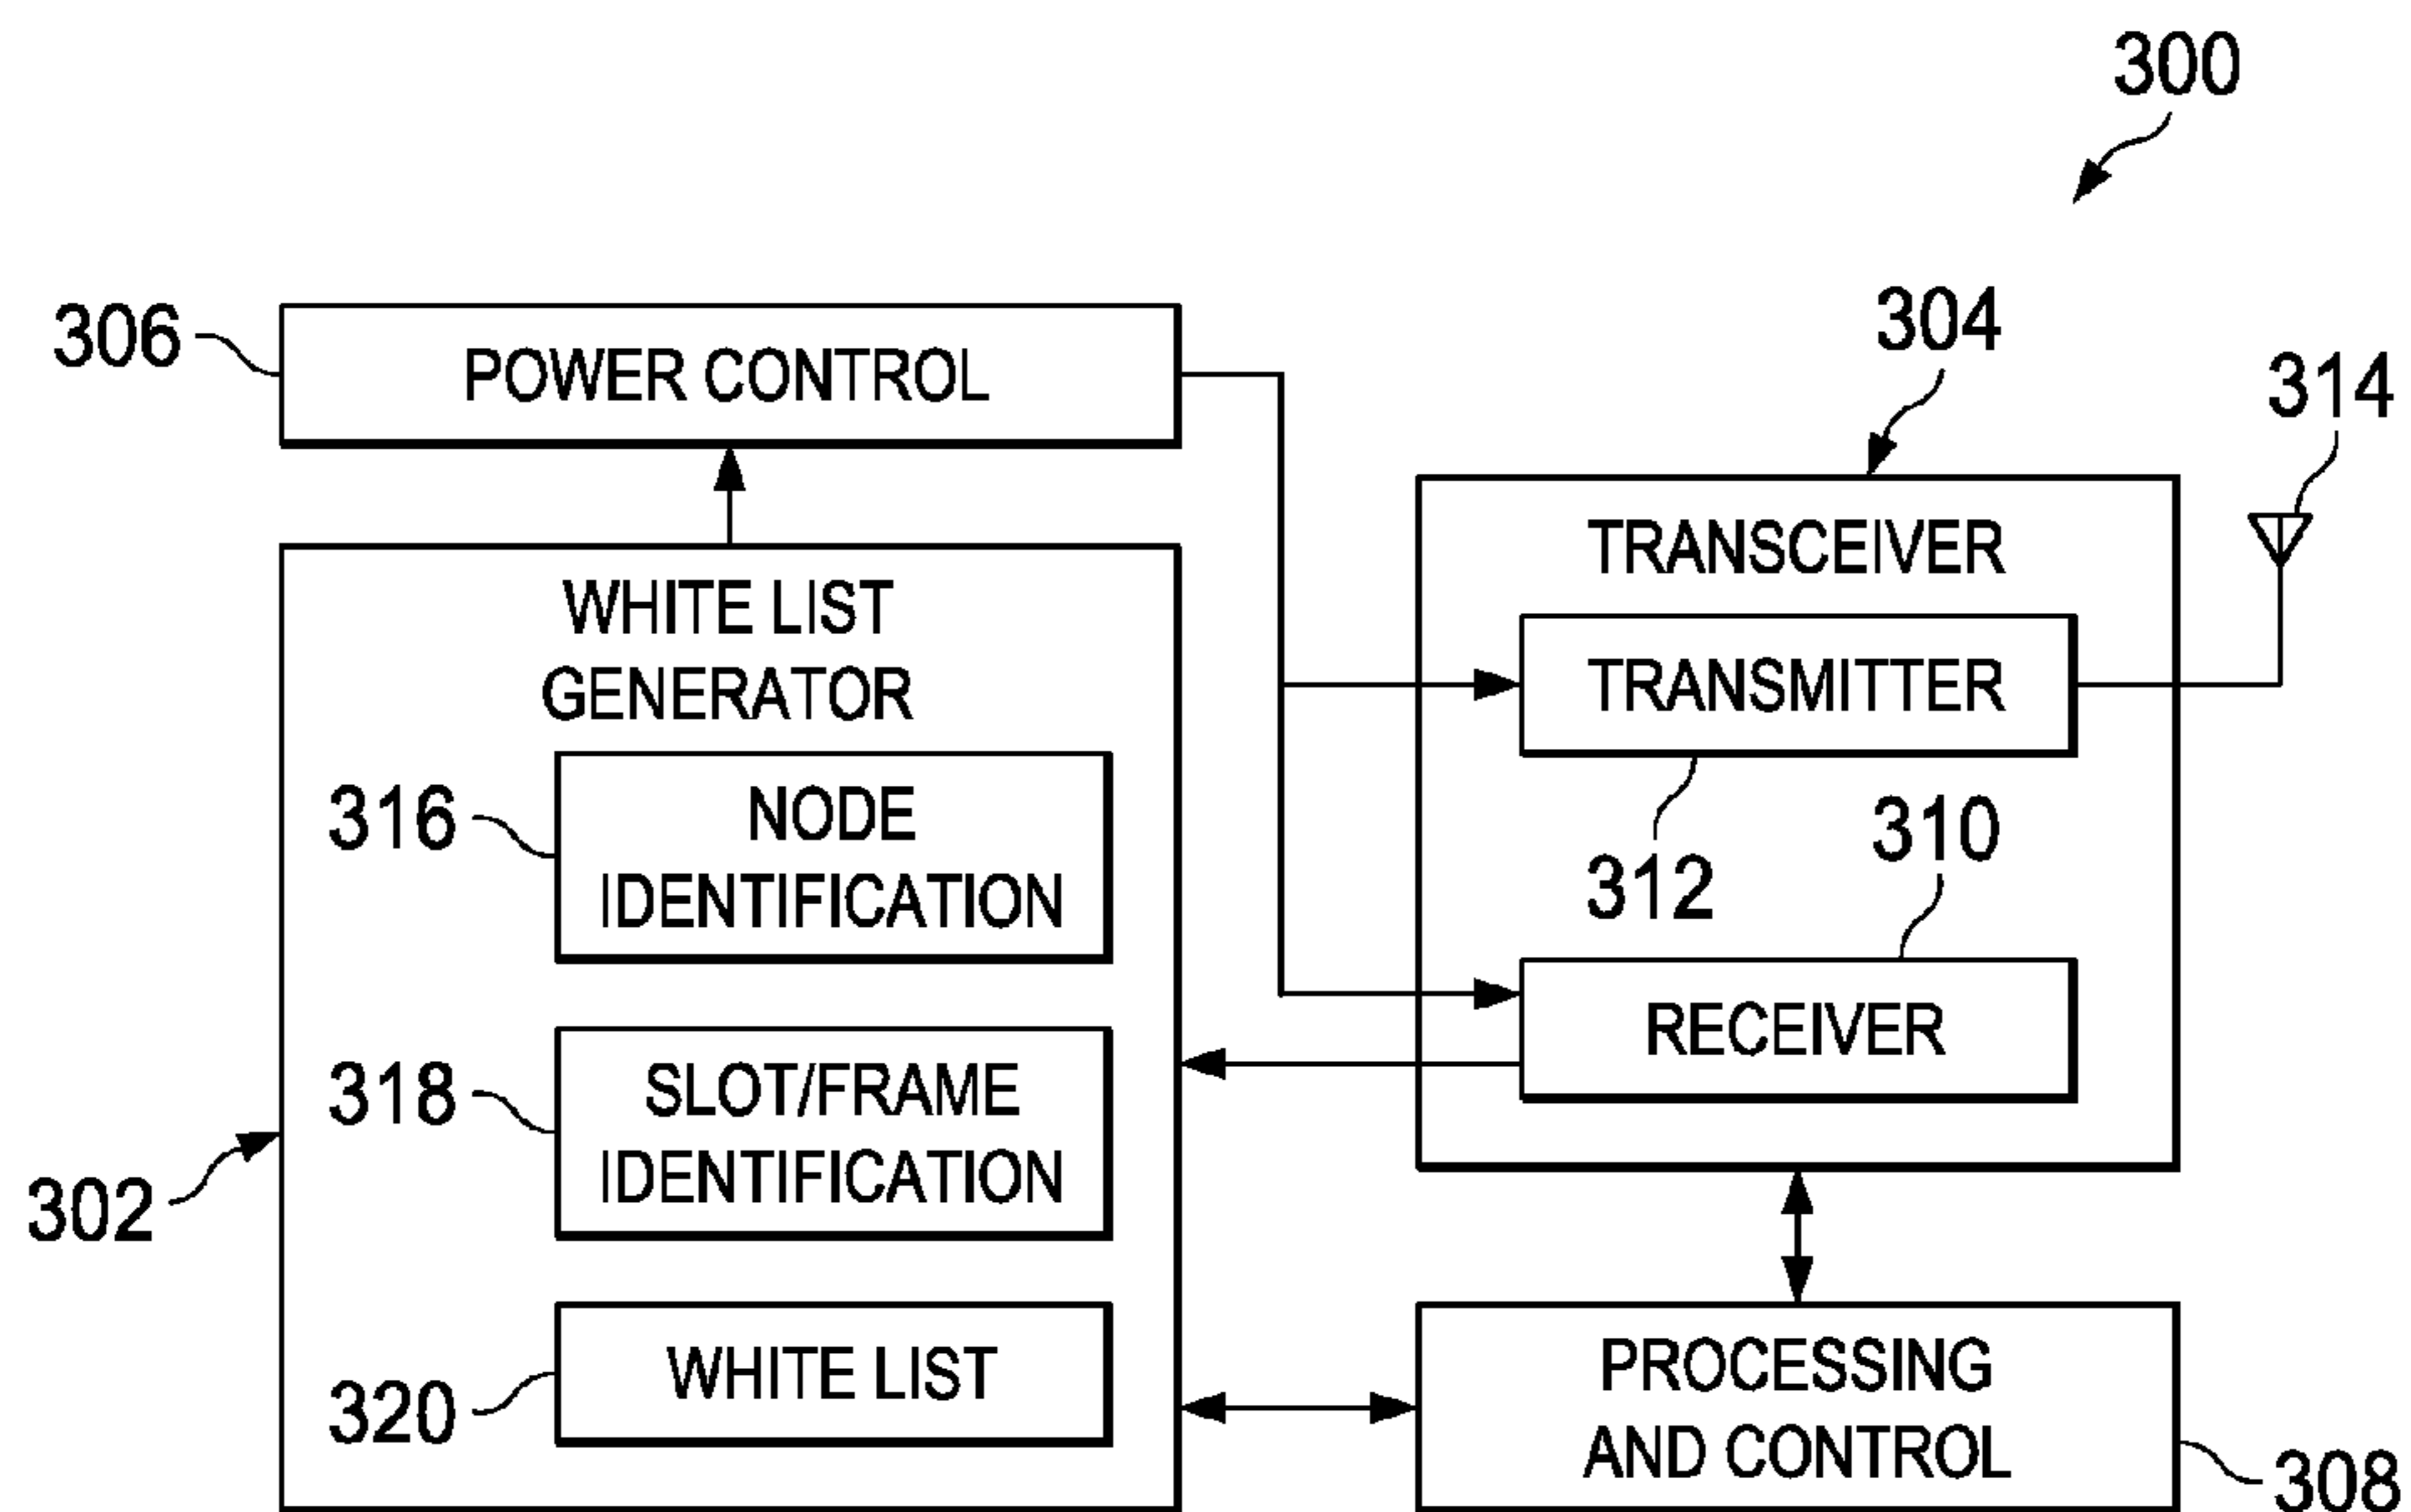 300
306
POWER CONTROL
304
314
TRANSCEIVER
TRANSMITTER
312
310
RECEIVER
WHITE LIST
GENERATOR
316
NODE
IDENTIFICATION
318
SLOT/FRAME
IDENTIFICATION
302
320
WHITE LIST
PROCESSING
AND CONTROL
308